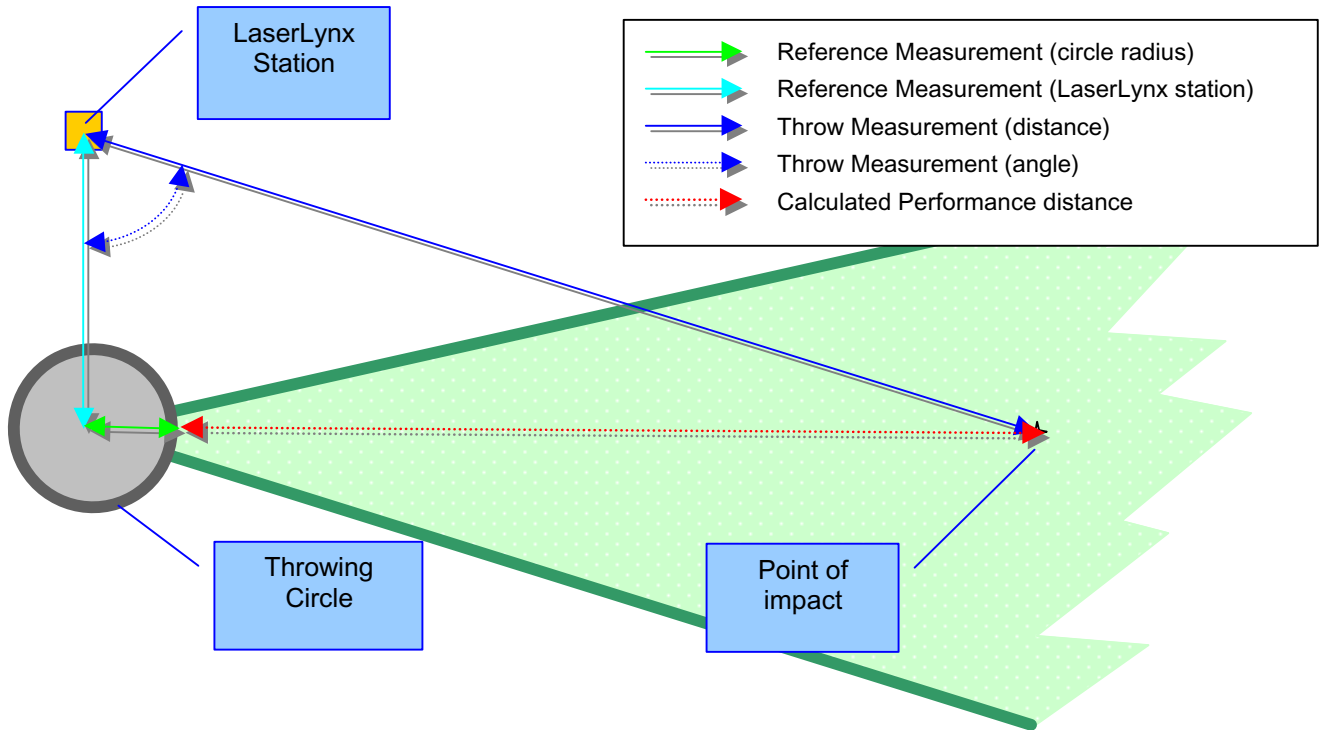 LaserLynx
Station
Reference Measurement (circle radius)
Reference Measurement (LaserLynx station)
Throw Measurement (distance)
Throw Measurement (angle)
Calculated Performance distance
Throwing
Circle
Point of
impact